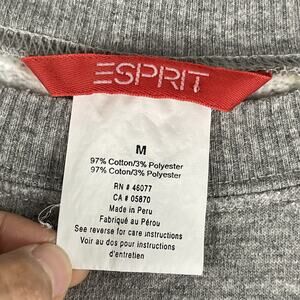 ESPRIT
M
97% Cotton/3% Polyester
97% Cotton/3% Polyester
RN # 46077
CA # 05870
Made in Peru
Fabriqué au Pérou
See reverse for care instructions
Voir au dos pour instructions
d'entretien